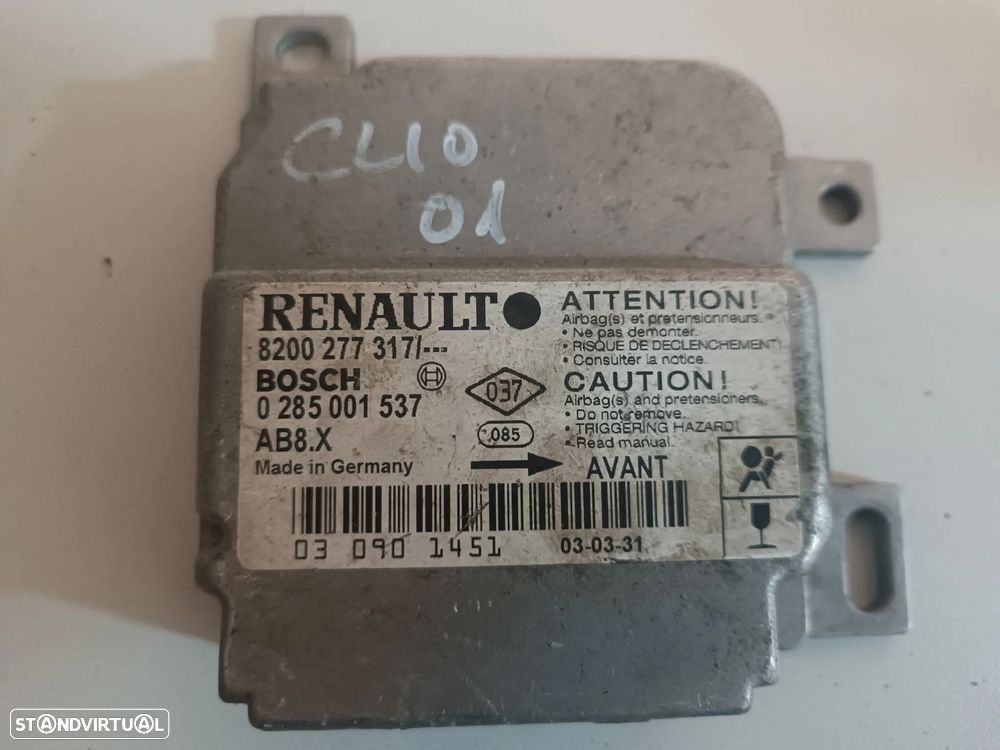 CLIO
01
RENAULT
8200 277 317/---
BOSCH
0 285 001 537
AB8.X
Made in Germany
037
085
ATTENTION!
Airbag(s) et pretensionneurs.
• Ne pas demonter.
• RISQUE DE DECLENCHEMENT!
• Consulter la notice.
CAUTION!
Airbag(s) and pretensioners.
• Do not remove.
• TRIGGERING HAZARD!
• Read manual.
AVANT
03 090 1451
03-03-31
STANDVIRTUAL